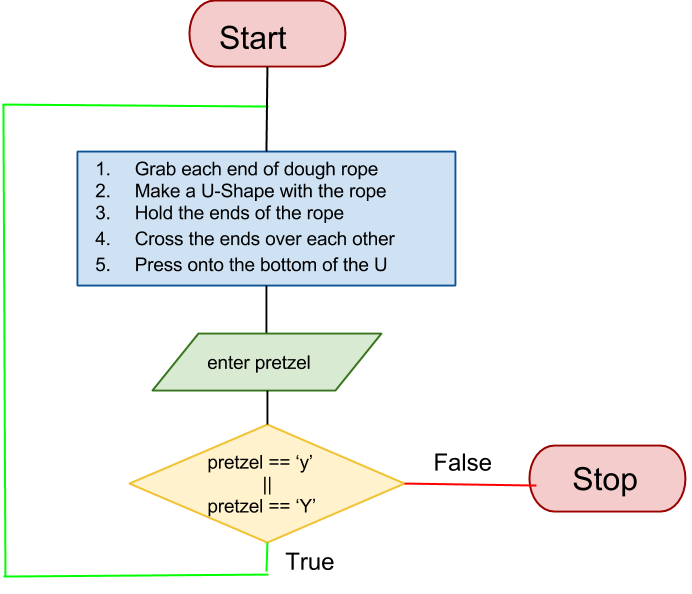 Start
1. Grab each end of dough rope
2. Make a U-Shape with the rope
3. Hold the ends of the rope
4. Cross the ends over each other
5. Press onto the bottom of the U
enter pretzel
pretzel == ‘y’
||
pretzel == ‘Y’
False
Stop
True